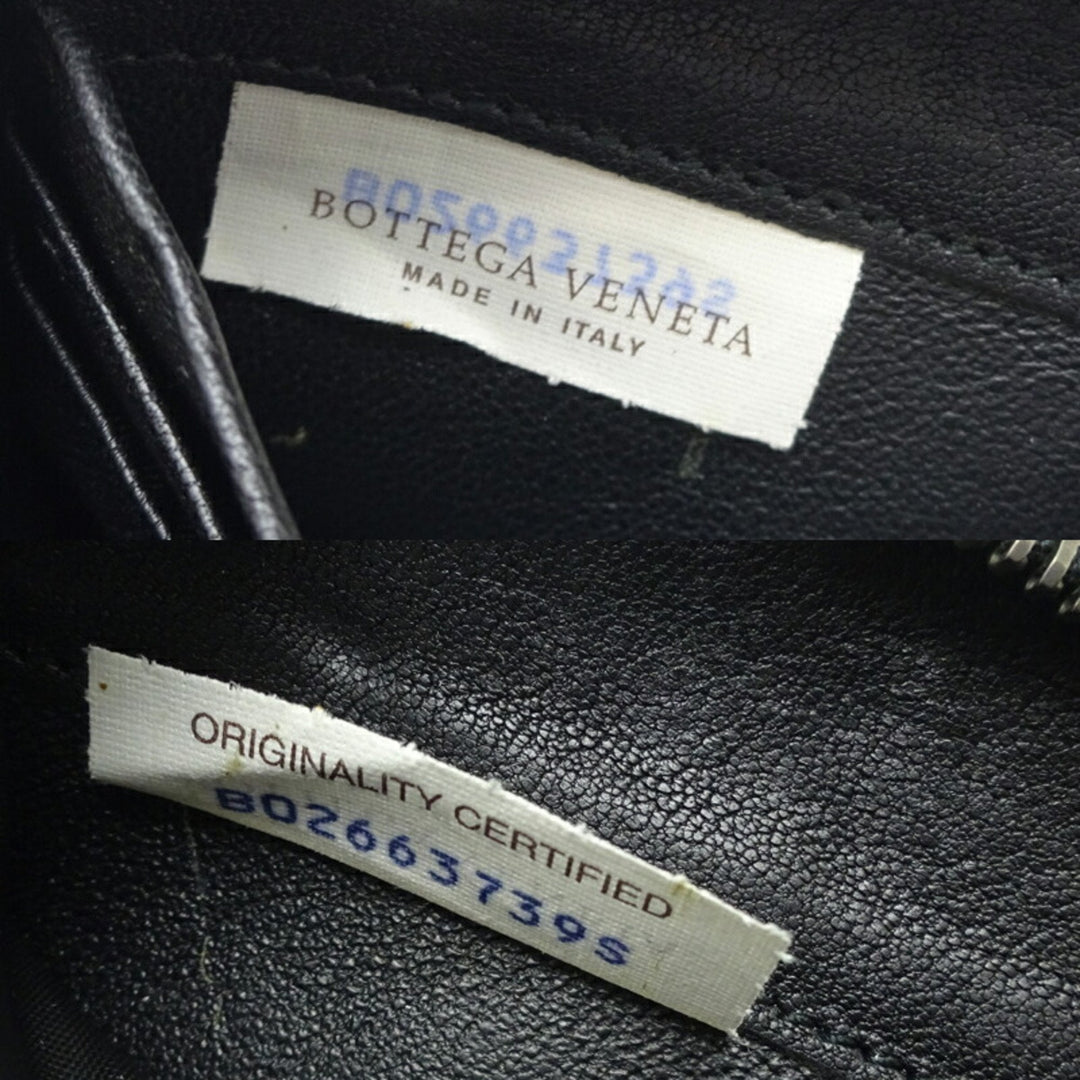 BOTTEGA VENETA
MADE IN ITALY
ORIGINALITY CERTIFIED
B02663739S